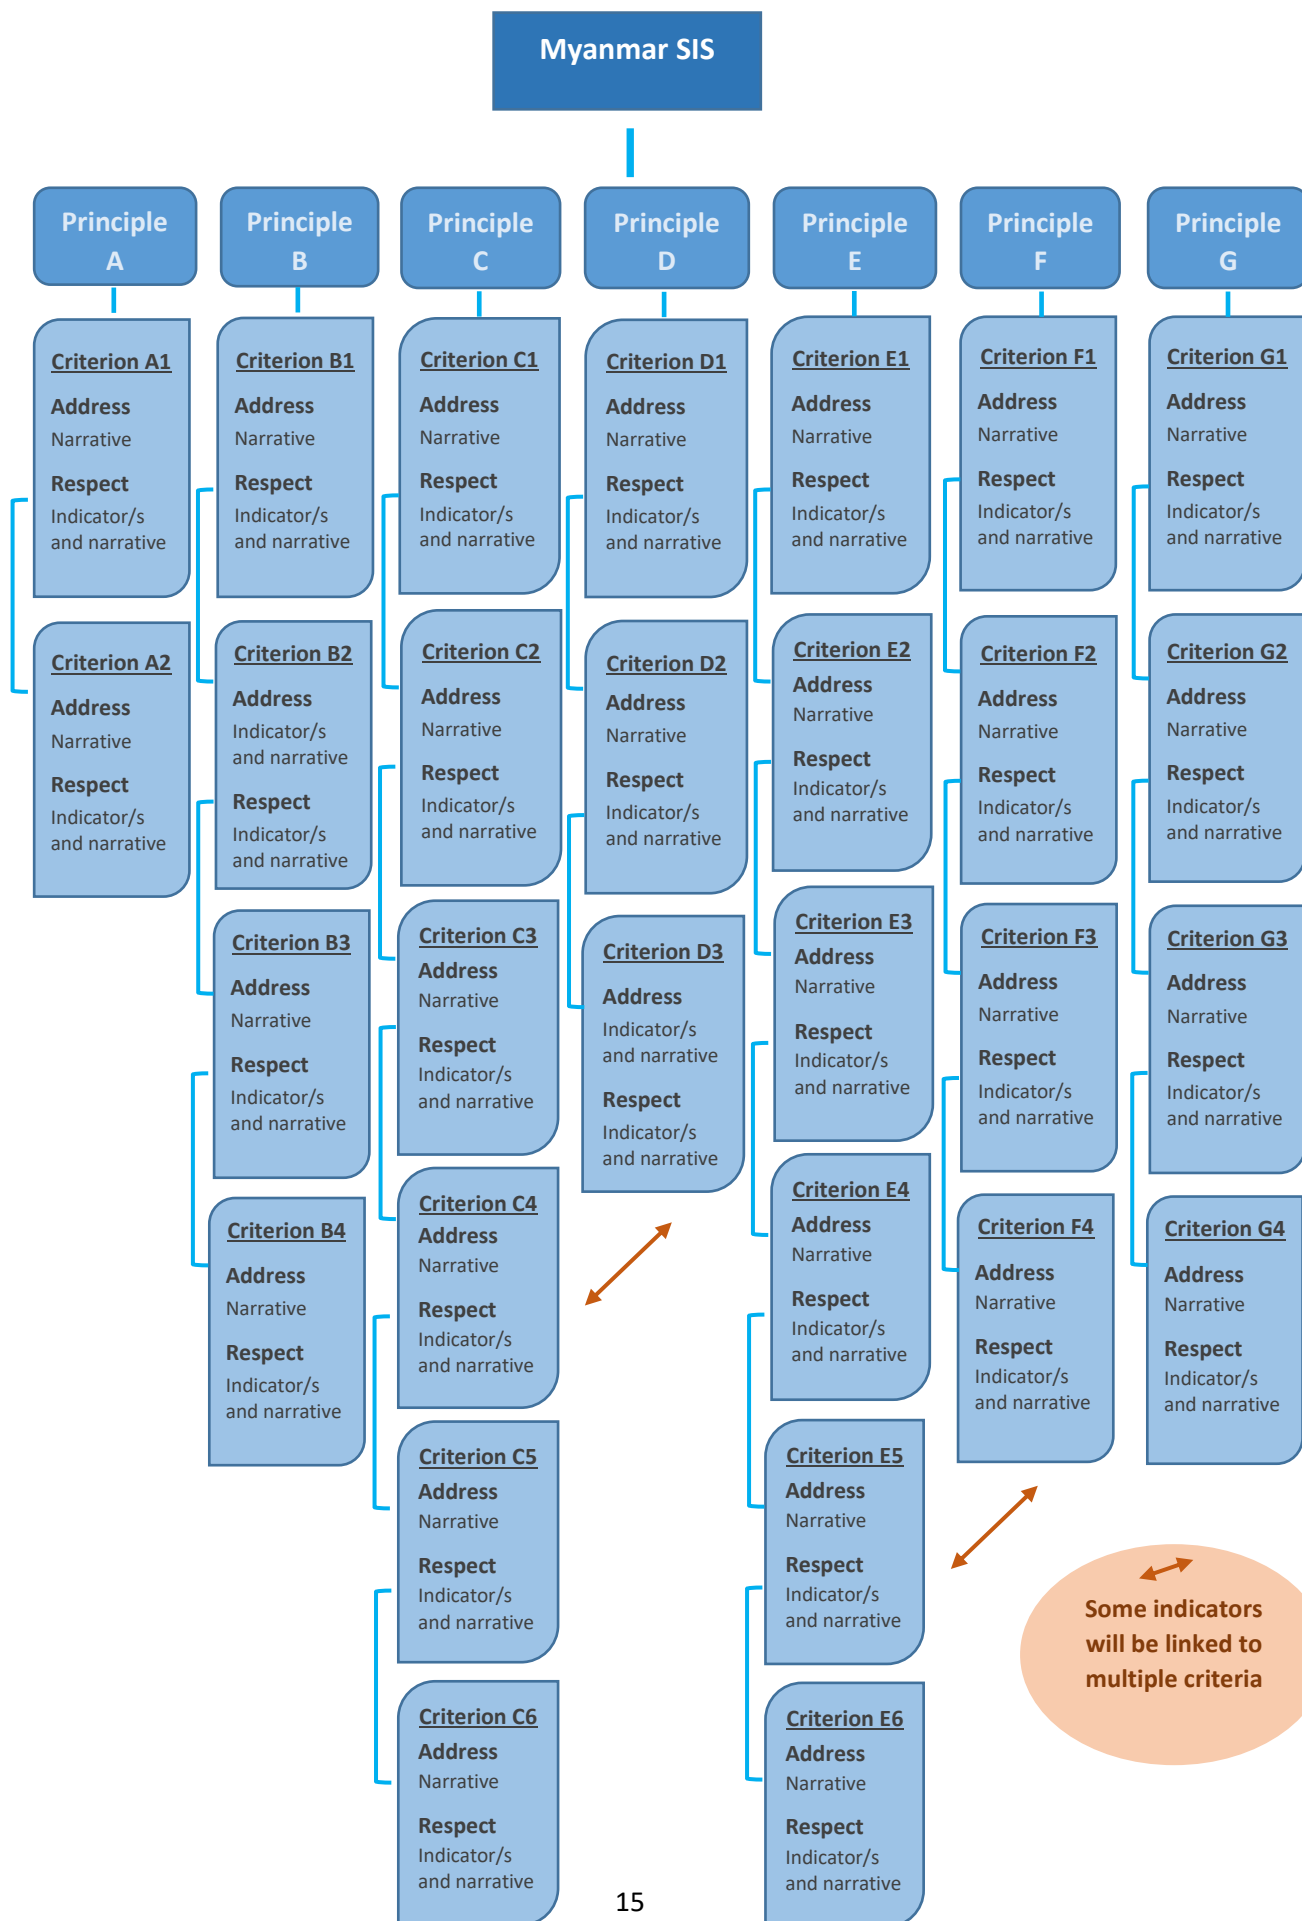 Myanmar SIS
Principle
A
Principle
B
Principle
C
Principle
D
Principle
E
Principle
F
Principle
G
Criterion A1
Address
Narrative
Respect
Indicator/s
and narrative
Criterion A2
Address
Narrative
Respect
Indicator/s
and narrative
Criterion B1
Address
Narrative
Respect
Indicator/s
and narrative
Criterion B2
Address
Indicator/s
and narrative
Respect
Indicator/s
and narrative
Criterion B3
Address
Narrative
Respect
Indicator/s
and narrative
Criterion B4
Address
Narrative
Respect
Indicator/s
and narrative
Criterion C1
Address
Narrative
Respect
Indicator/s
and narrative
Criterion C2
Address
Narrative
Respect
Indicator/s
and narrative
Criterion C3
Address
Narrative
Respect
Indicator/s
and narrative
Criterion C4
Address
Narrative
Respect
Indicator/s
and narrative
Criterion C5
Address
Narrative
Respect
Indicator/s
and narrative
Criterion C6
Address
Narrative
Respect
Indicator/s
and narrative
Criterion D1
Address
Narrative
Respect
Indicator/s
and narrative
Criterion D2
Address
Narrative
Respect
Indicator/s
and narrative
Criterion D3
Address
Indicator/s
and narrative
Respect
Indicator/s
and narrative
Criterion E1
Address
Narrative
Respect
Indicator/s
and narrative
Criterion E2
Address
Narrative
Respect
Indicator/s
and narrative
Criterion E3
Address
Narrative
Respect
Indicator/s
and narrative
Criterion E4
Address
Narrative
Respect
Indicator/s
and narrative
Criterion E5
Address
Narrative
Respect
Indicator/s
and narrative
Criterion E6
Address
Narrative
Respect
Indicator/s
and narrative
Criterion F1
Address
Narrative
Respect
Indicator/s
and narrative
Criterion F2
Address
Narrative
Respect
Indicator/s
and narrative
Criterion F3
Address
Narrative
Respect
Indicator/s
and narrative
Criterion F4
Address
Narrative
Respect
Indicator/s
and narrative
Criterion G1
Address
Narrative
Respect
Indicator/s
and narrative
Criterion G2
Address
Narrative
Respect
Indicator/s
and narrative
Criterion G3
Address
Narrative
Respect
Indicator/s
and narrative
Criterion G4
Address
Narrative
Respect
Indicator/s
and narrative
Some indicators
will be linked to
multiple criteria
15